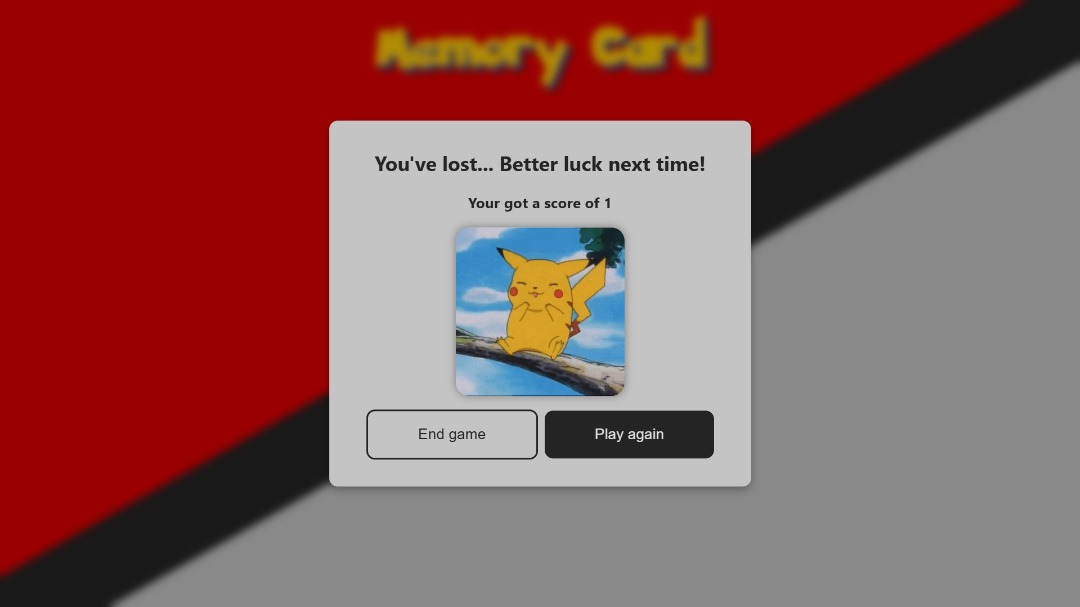 Memory Card
You've lost... Better luck next time!
Your got a score of 1
End game
Play again